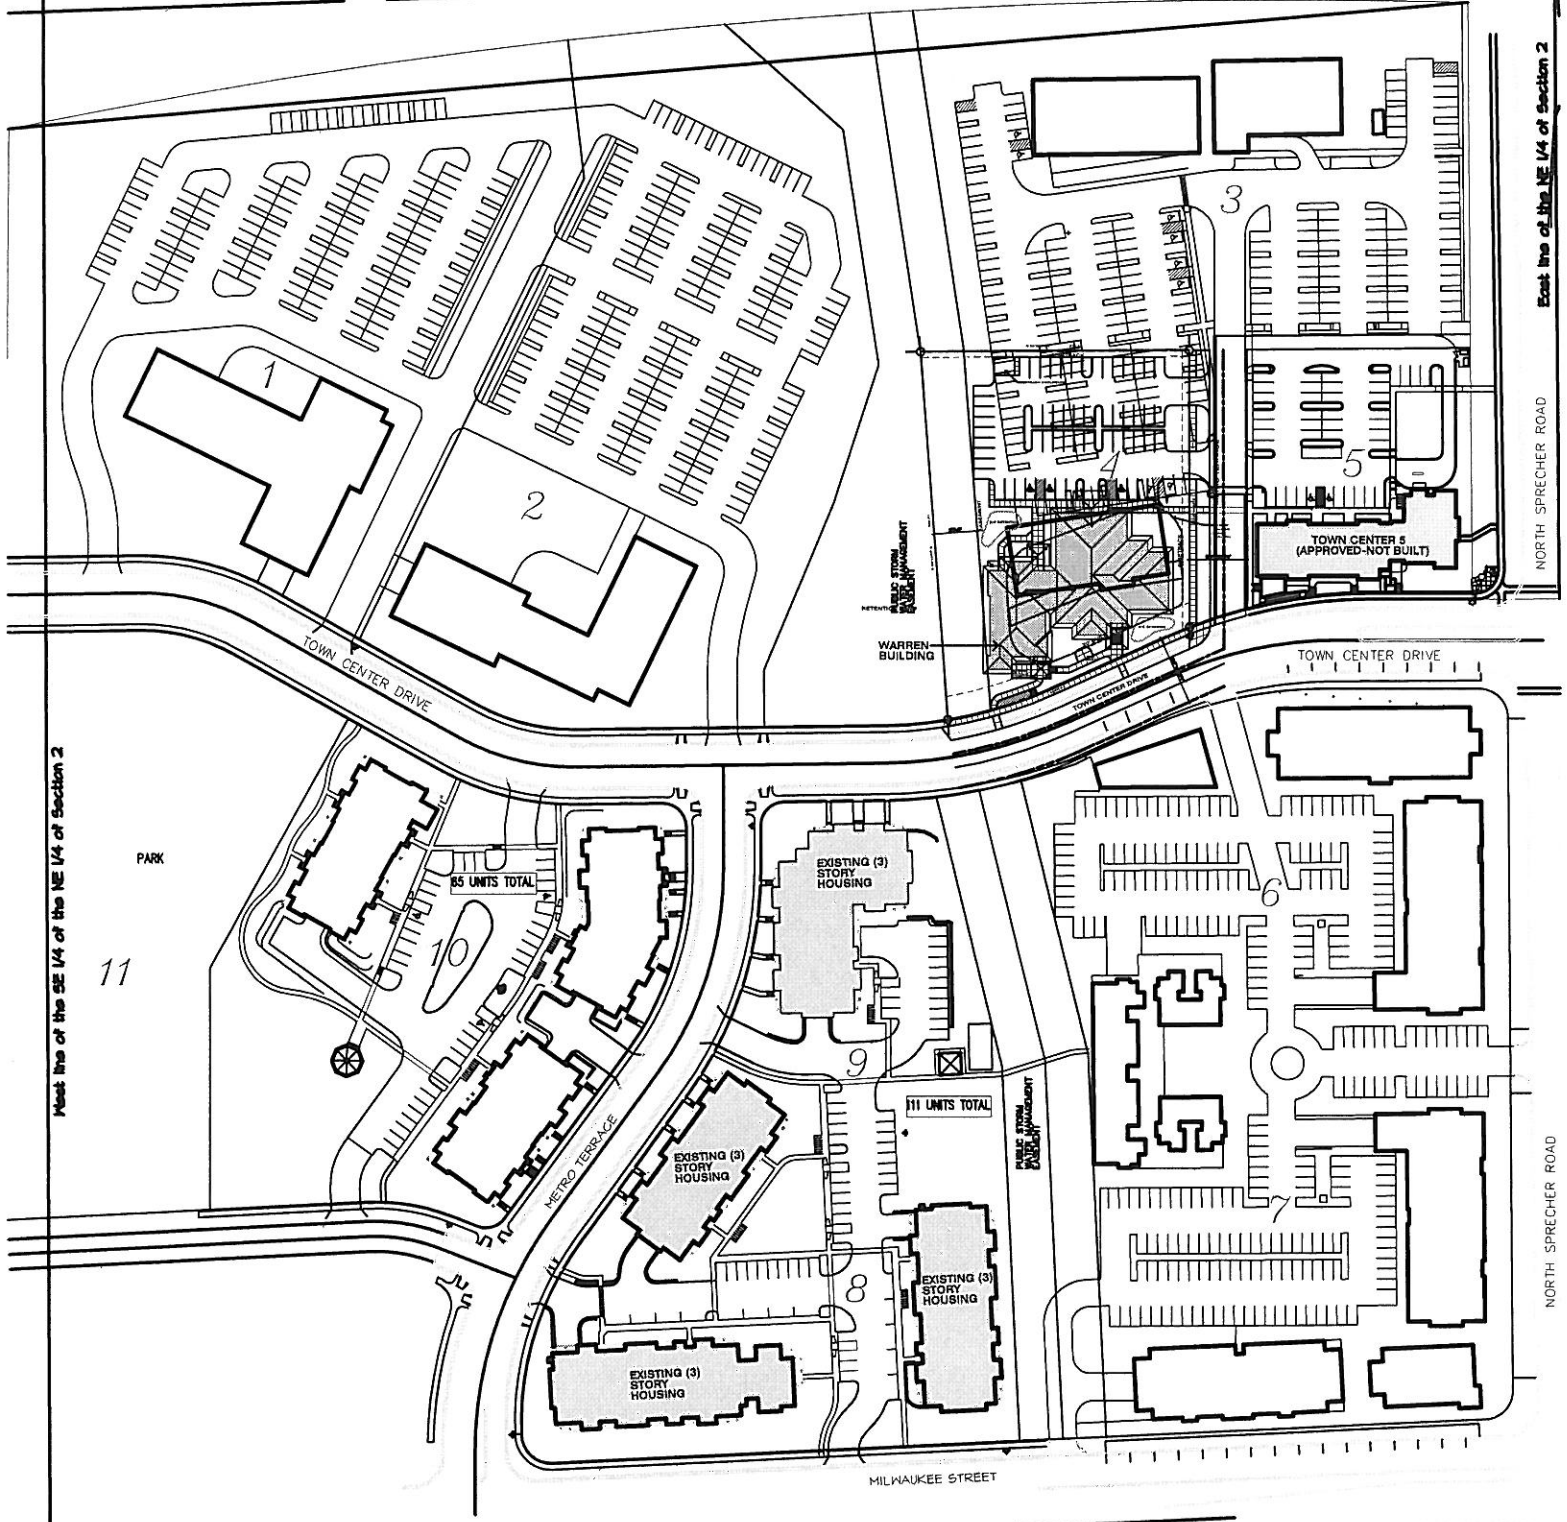 East line of the NE 1/4 of Section 2
NORTH SPRECHER ROAD
3
1
2
4
5
TOWN CENTER 5
(APPROVED-NOT BUILT)
PUBLIC STORM
WATER MANAGEMENT
EASEMENT
WARREN
BUILDING
TOWN CENTER DRIVE
TOWN CENTER DRIVE
TOWN CENTER DRIVE
West line of the SE 1/4 of the NE 1/4 of Section 2
PARK
11
85 UNITS TOTAL
10
EXISTING (3)
STORY
HOUSING
6
9
111 UNITS TOTAL
PUBLIC STORM
WATER MANAGEMENT
EASEMENT
METRO TERRACE
EXISTING (3)
STORY
HOUSING
7
8
EXISTING (3)
STORY
HOUSING
EXISTING (3)
STORY
HOUSING
NORTH SPRECHER ROAD
MILWAUKEE STREET